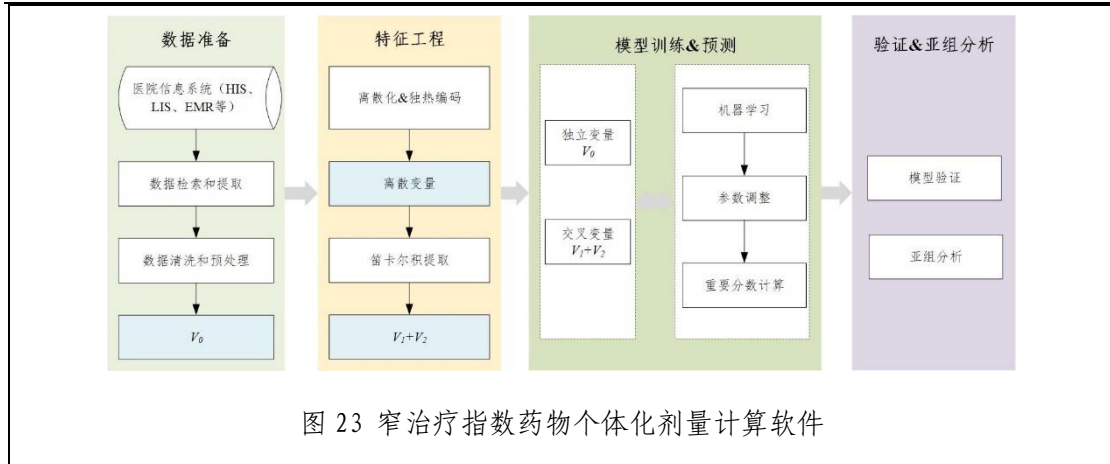 数据准备
医院信息系统（HIS、
LIS、EMR等）
数据检索和提取
数据清洗和预处理
V₀
特征工程
离散化&独热编码
离散变量
笛卡尔积提取
V₁+V₂
模型训练&预测
独立变量
V₀
交叉变量
V₁+V₂
机器学习
参数调整
重要分数计算
验证&亚组分析
模型验证
亚组分析
图 23 窄治疗指数药物个体化剂量计算软件